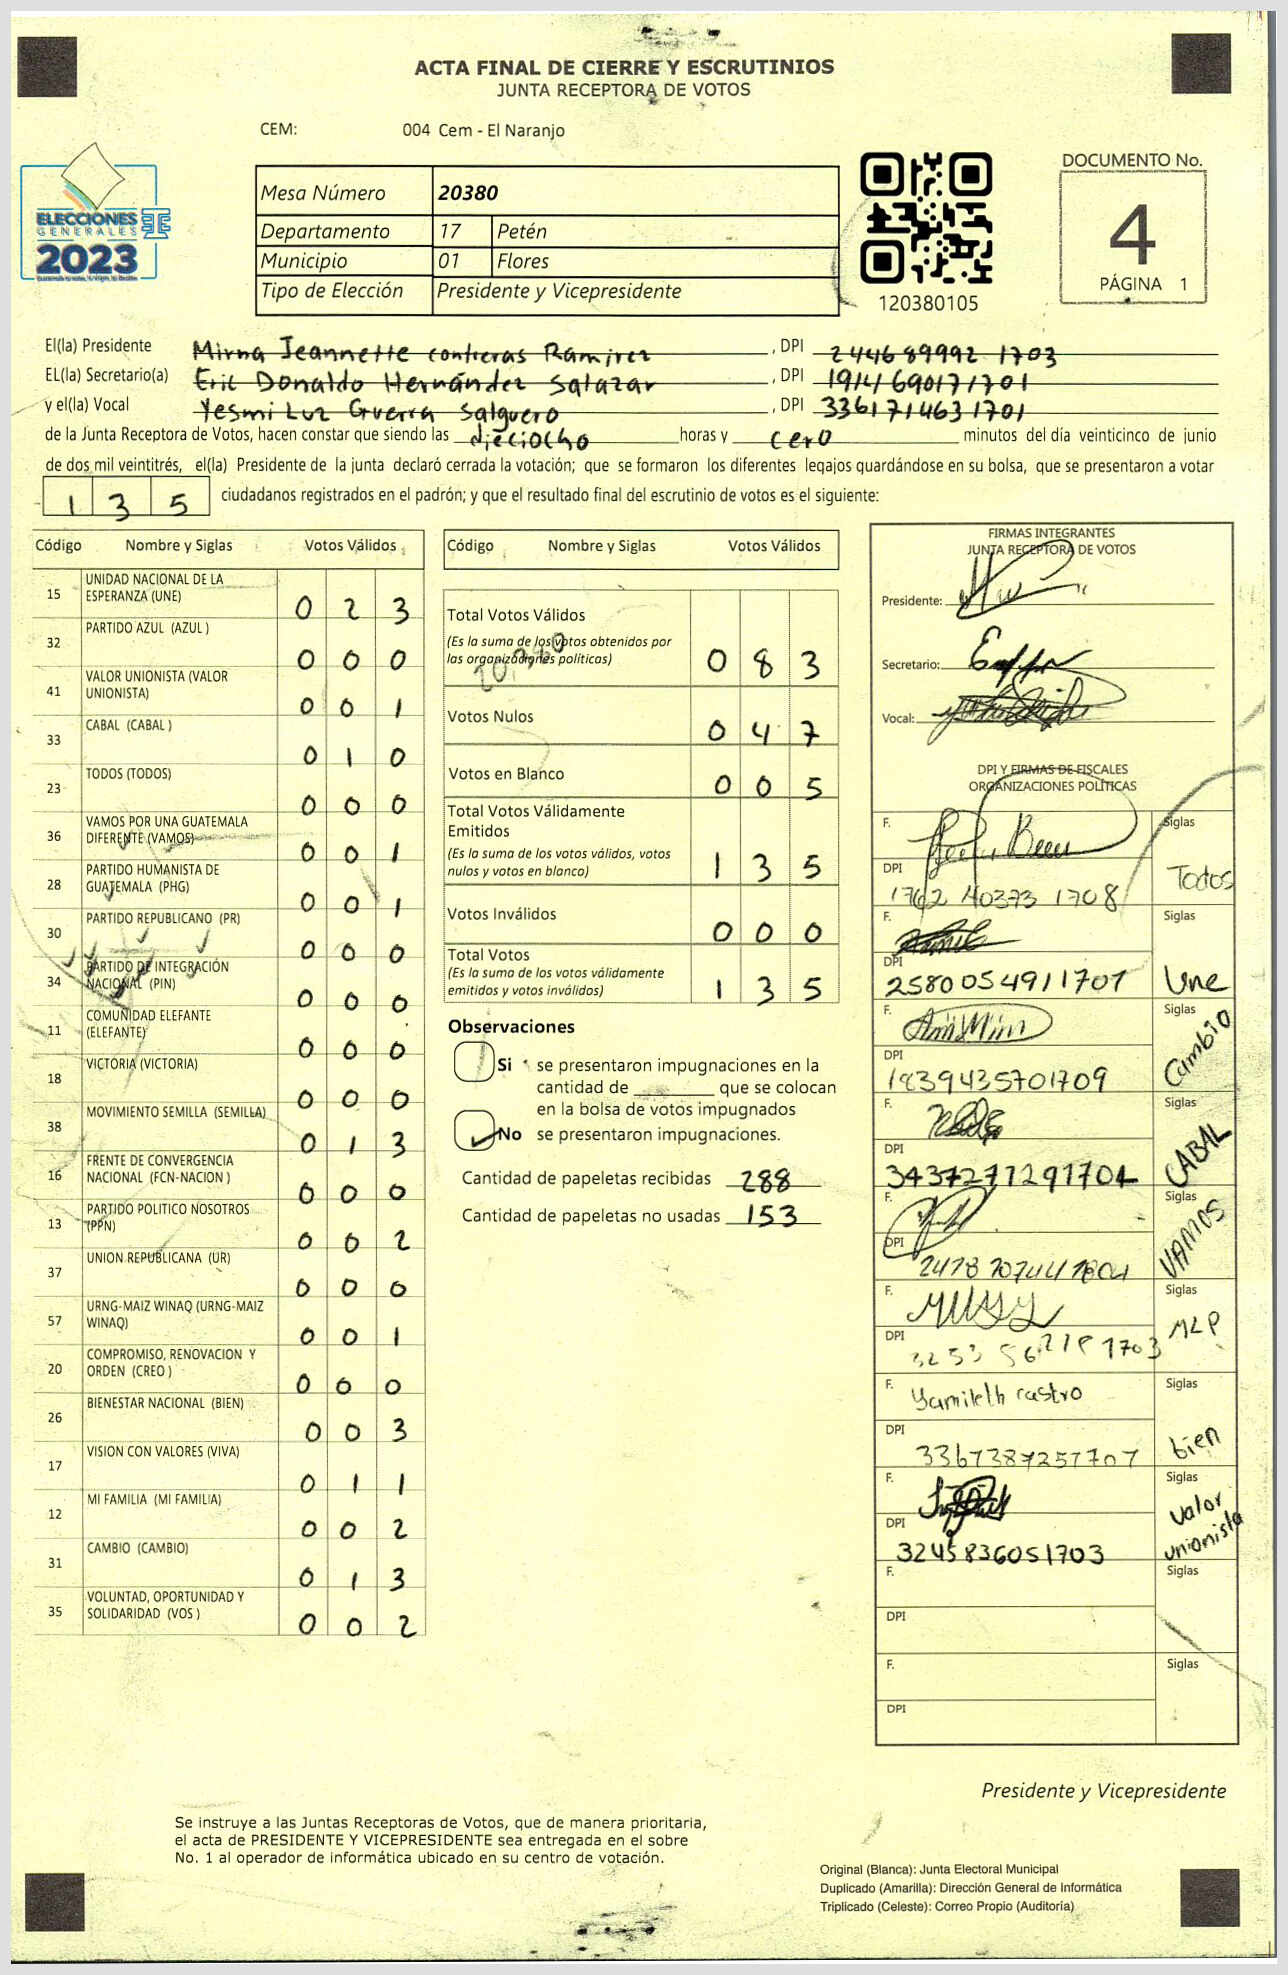 ACTA FINAL DE CIERRE Y ESCRUTINIOS
JUNTA RECEPTORA DE VOTOS
CEM: 004 Cem - El Naranjo
ELECCIONES
GENERALES
2023
Mesa Número 20380
Departamento 17 Petén
Municipio 01 Flores
Tipo de Elección Presidente y Vicepresidente
120380105
DOCUMENTO No.
4
PÁGINA 1
El(la) Presidente Mirna Jeannette contreras Ramirez , DPI 2446 89992 1703
EL(la) Secretario(a) Eric Donaldo Hernández Salazar , DPI 1914 69017 1701
y el(la) Vocal Yesmi Luz Guerra Salguero , DPI 336171463 1701
de la Junta Receptora de Votos, hacen constar que siendo las dieciocho horas y cero minutos del día veinticinco de junio
de dos mil veintitrés, el(la) Presidente de la junta declaró cerrada la votación; que se formaron los diferentes legajos guardándose en su bolsa, que se presentaron a votar
135 ciudadanos registrados en el padrón; y que el resultado final del escrutinio de votos es el siguiente:
Código Nombre y Siglas Votos Válidos
15 UNIDAD NACIONAL DE LA ESPERANZA (UNE) 0 2 3
32 PARTIDO AZUL (AZUL ) 0 0 0
41 VALOR UNIONISTA (VALOR UNIONISTA) 0 0 1
33 CABAL (CABAL ) 0 1 0
23 TODOS (TODOS) 0 0 0
36 VAMOS POR UNA GUATEMALA DIFERENTE (VAMOS) 0 0 1
28 PARTIDO HUMANISTA DE GUATEMALA (PHG) 0 0 1
30 PARTIDO REPUBLICANO (PR) 0 0 0
34 PARTIDO DE INTEGRACIÓN NACIONAL (PIN) 0 0 0
11 COMUNIDAD ELEFANTE (ELEFANTE) 0 0 0
18 VICTORIA (VICTORIA) 0 0 0
38 MOVIMIENTO SEMILLA (SEMILLA) 0 1 3
16 FRENTE DE CONVERGENCIA NACIONAL (FCN-NACION ) 0 0 0
13 PARTIDO POLITICO NOSOTROS (PPN) 0 0 2
37 UNION REPUBLICANA (UR) 0 0 0
57 URNG-MAIZ WINAQ (URNG-MAIZ WINAQ) 0 0 1
20 COMPROMISO, RENOVACION Y ORDEN (CREO ) 0 0 0
26 BIENESTAR NACIONAL (BIEN) 0 0 3
17 VISION CON VALORES (VIVA) 0 1 1
12 MI FAMILIA (MI FAMILIA) 0 0 2
31 CAMBIO (CAMBIO) 0 1 3
35 VOLUNTAD, OPORTUNIDAD Y SOLIDARIDAD (VOS ) 0 0 2
Código Nombre y Siglas Votos Válidos
Total Votos Válidos 0 8 3
(Es la suma de los votos obtenidos por
las organizaciones políticas)
20,380
Votos Nulos 0 4 7
Votos en Blanco 0 0 5
Total Votos Válidamente
Emitidos
(Es la suma de los votos válidos, votos
nulos y votos en blanco) 1 3 5
Votos Inválidos 0 0 0
Total Votos
(Es la suma de los votos válidamente
emitidos y votos inválidos) 1 3 5
Observaciones
Si se presentaron impugnaciones en la
cantidad de ________ que se colocan
en la bolsa de votos impugnados
No se presentaron impugnaciones.
Cantidad de papeletas recibidas 288
Cantidad de papeletas no usadas 153
FIRMAS INTEGRANTES
JUNTA RECEPTORA DE VOTOS
Presidente:
Secretario:
Vocal:
DPI Y FIRMAS DE FISCALES
ORGANIZACIONES POLÍTICAS
F. Siglas
DPI 1762 40373 1708 Todos
F. Siglas
DPI 2580054911701 Une
F. Siglas
DPI 1839435701709 Cambio
F. Siglas
DPI 3437271291701 CABAL
F. Siglas
DPI VAMOS
F. Siglas
DPI MLP
F. Yamileth castro Siglas
DPI 3367387257707 bien
F. Siglas
DPI 3245836051703 valor unionista
F. Siglas
DPI
F. Siglas
DPI
Presidente y Vicepresidente
Se instruye a las Juntas Receptoras de Votos, que de manera prioritaria,
el acta de PRESIDENTE Y VICEPRESIDENTE sea entregada en el sobre
No. 1 al operador de informática ubicado en su centro de votación.
Original (Blanca): Junta Electoral Municipal
Duplicado (Amarilla): Dirección General de Informática
Triplicado (Celeste): Correo Propio (Auditoría)